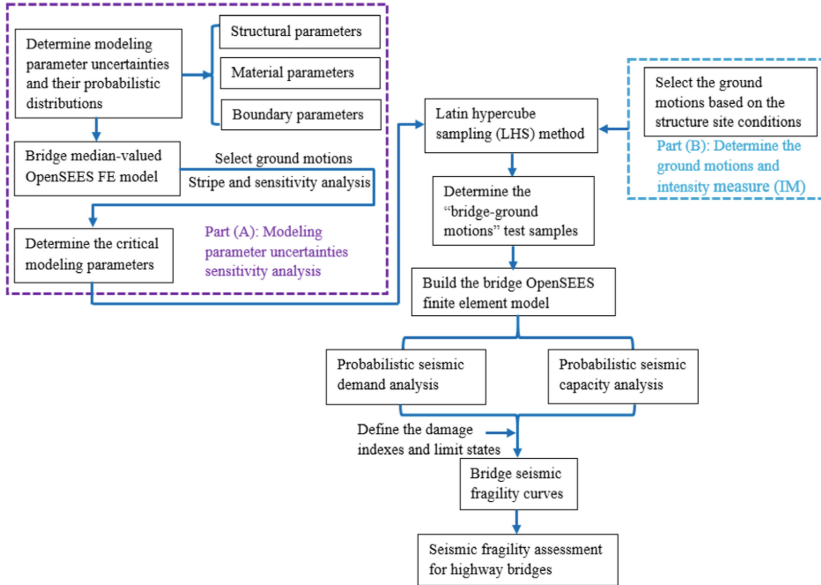 Determine modeling
parameter uncertainties
and their probabilistic
distributions
Structural parameters
Material parameters
Boundary parameters
Bridge median-valued
OpenSEES FE model
Select ground motions
Stripe and sensitivity analysis
Determine the critical
modeling parameters
Part (A): Modeling
parameter uncertainties
sensitivity analysis
Latin hypercube
sampling (LHS) method
Select the ground
motions based on the
structure site conditions
Part (B): Determine the
ground motions and
intensity measure (IM)
Determine the
“bridge-ground
motions” test samples
Build the bridge OpenSEES
finite element model
Probabilistic seismic
demand analysis
Probabilistic seismic
capacity analysis
Define the damage
indexes and limit states
Bridge seismic
fragility curves
Seismic fragility assessment
for highway bridges